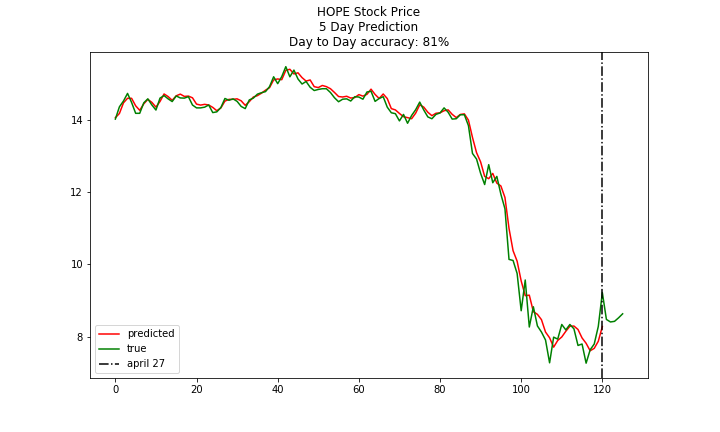 HOPE Stock Price
5 Day Prediction
Day to Day accuracy: 81%
14
12
10
8
predicted
true
april 27
0 20 40 60 80 100 120